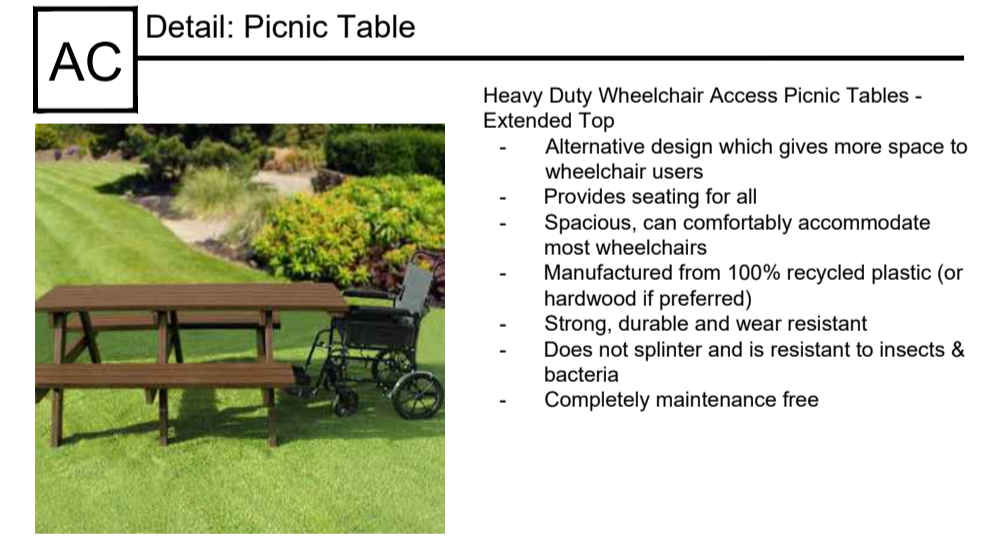 AC
Detail: Picnic Table
Heavy Duty Wheelchair Access Picnic Tables -
Extended Top
- Alternative design which gives more space to
wheelchair users
- Provides seating for all
- Spacious, can comfortably accommodate
most wheelchairs
- Manufactured from 100% recycled plastic (or
hardwood if preferred)
- Strong, durable and wear resistant
- Does not splinter and is resistant to insects &
bacteria
- Completely maintenance free